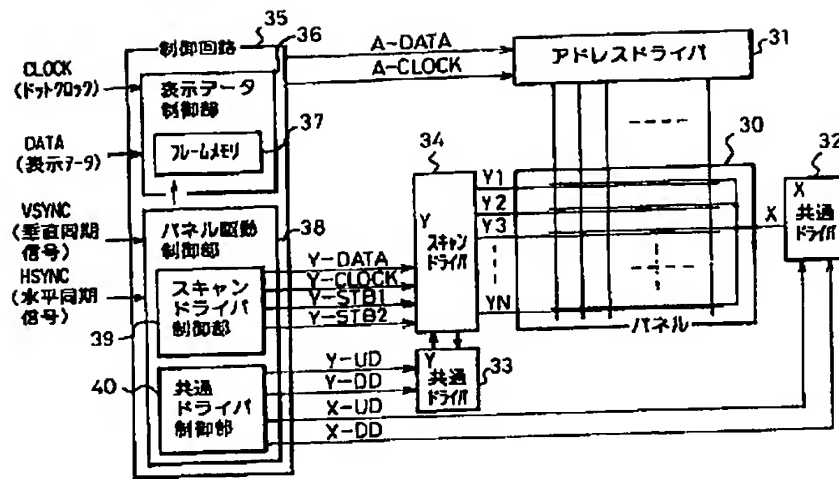 35
制御回路
36
CLOCK
(ドットクロック)
表示データ
制御部
37
フレームメモリ
DATA
(表示データ)
VSYNC
(垂直同期
信号)
HSYNC
(水平同期
信号)
パネル駆動
制御部
38
スキャン
ドライバ
制御部
39
40
共通
ドライバ
制御部
A-DATA
A-CLOCK
アドレスドライバ
31
Y-DATA
Y-CLOCK
Y-STB1
Y-STB2
Y-UD
Y-DD
X-UD
X-DD
34
Y
スキャン
ドライバ
Y
共通
ドライバ
33
Y1
Y2
Y3
YN
30
パネル
X
32
X
共通
ドライバ